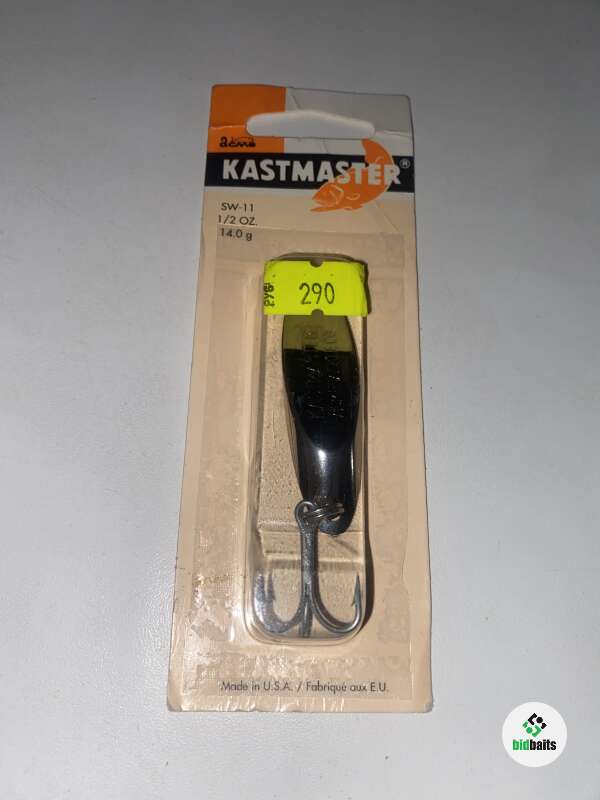 acme
KASTMASTER®
SW-11
1/2 OZ.
14.0 g
290
Made in U.S.A. / Fabriqué aux E.U.
bidbaits